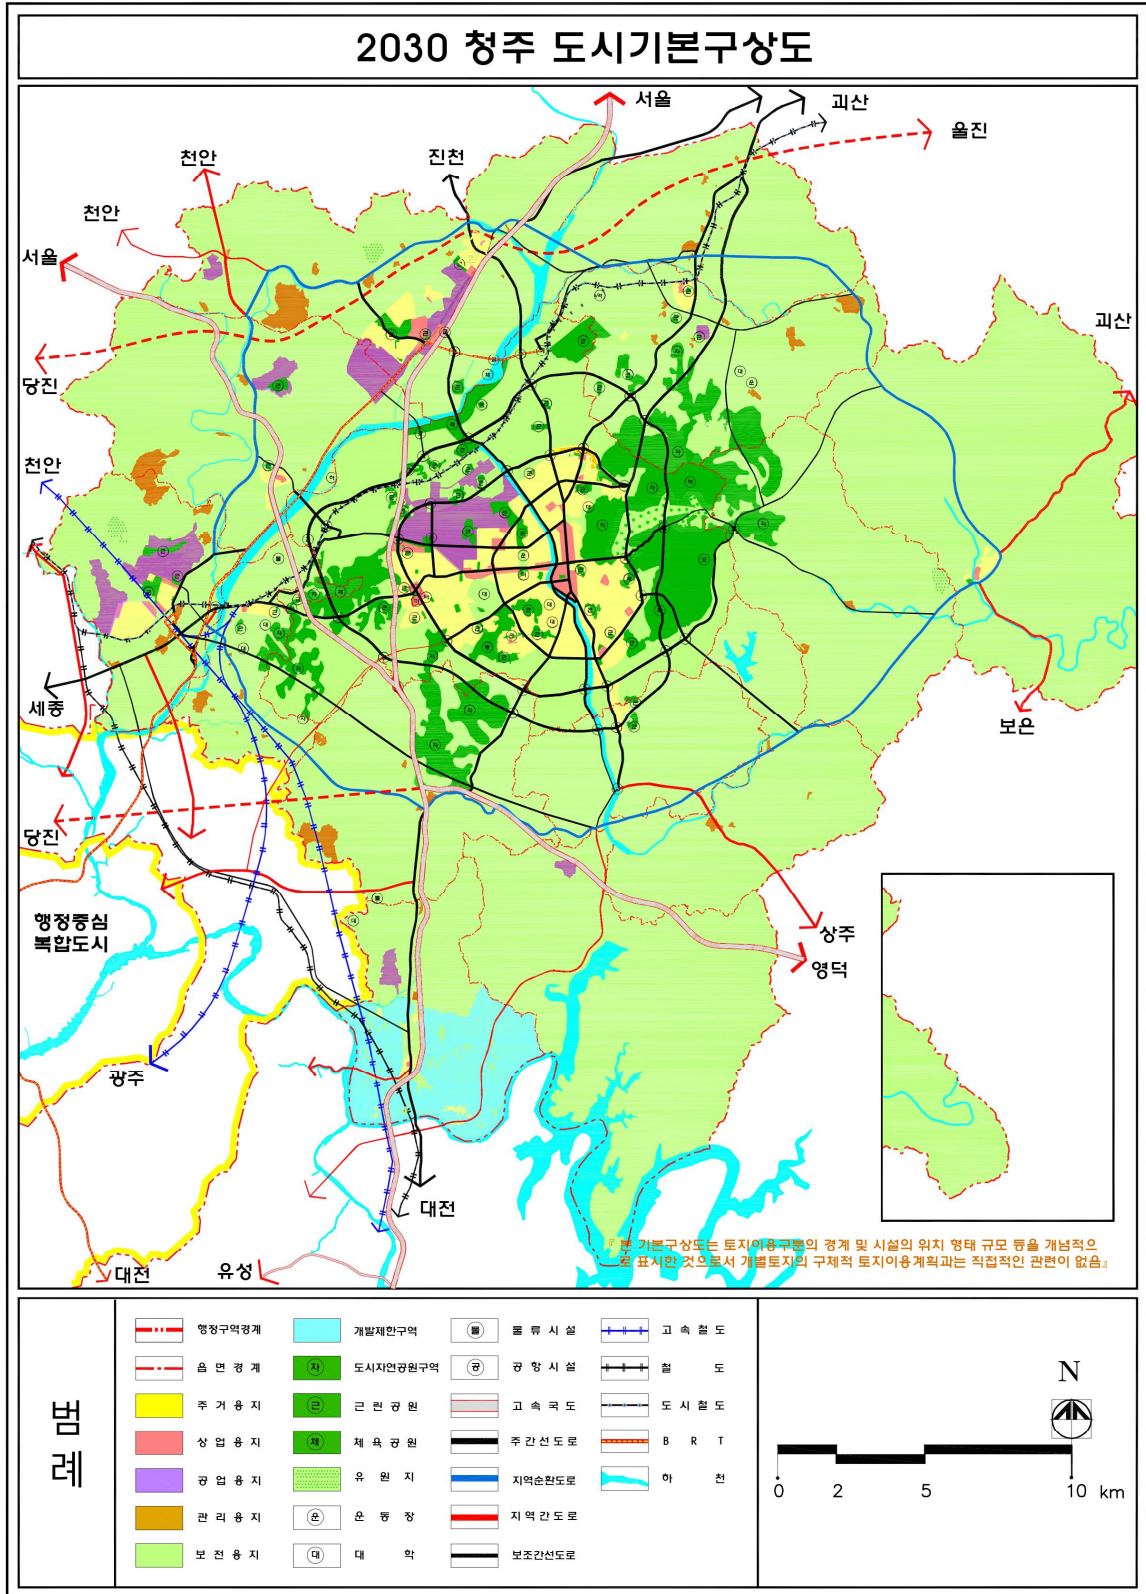 2030 청주 도시기본구상도
서울
괴산
울진
천안
진천
천안
서울
당진
괴산
천안
세종
보은
당진
행정중심
복합도시
상주
영덕
광주
대전
대전
유성
『본 기본구상도는 토지이용구분의 경계 및 시설의 위치 형태 규모 등을 개념적으
로 표시한 것으로서 개별토지의 구체적 토지이용계획과는 직접적인 관련이 없음』
범례
행정구역경계
읍면경계
주거용지
상업용지
공업용지
관리용지
보전용지
개발제한구역
자 도시자연공원구역
근 근린공원
체 체육공원
유원지
운 운동장
대 대학
물 물류시설
공 공항시설
고속국도
주간선도로
지역순환도로
지역간도로
보조간선도로
고속철도
철도
도시철도
BRT
하천
N
0 2 5 10 km